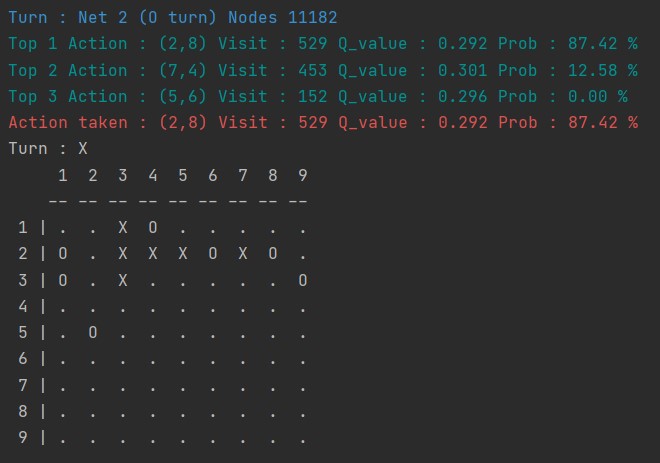 Turn : Net 2 (O turn) Nodes 11182
Top 1 Action : (2,8) Visit : 529 Q_value : 0.292 Prob : 87.42 %
Top 2 Action : (7,4) Visit : 453 Q_value : 0.301 Prob : 12.58 %
Top 3 Action : (5,6) Visit : 152 Q_value : 0.296 Prob : 0.00 %
Action taken : (2,8) Visit : 529 Q_value : 0.292 Prob : 87.42 %
Turn : X
     1  2  3  4  5  6  7  8  9
    -- -- -- -- -- -- -- -- --
 1 | .  .  X  O  .  .  .  .  .
 2 | O  .  X  X  X  O  X  O  .
 3 | O  .  X  .  .  .  .  .  O
 4 | .  .  .  .  .  .  .  .  .
 5 | .  O  .  .  .  .  .  .  .
 6 | .  .  .  .  .  .  .  .  .
 7 | .  .  .  .  .  .  .  .  .
 8 | .  .  .  .  .  .  .  .  .
 9 | .  .  .  .  .  .  .  .  .